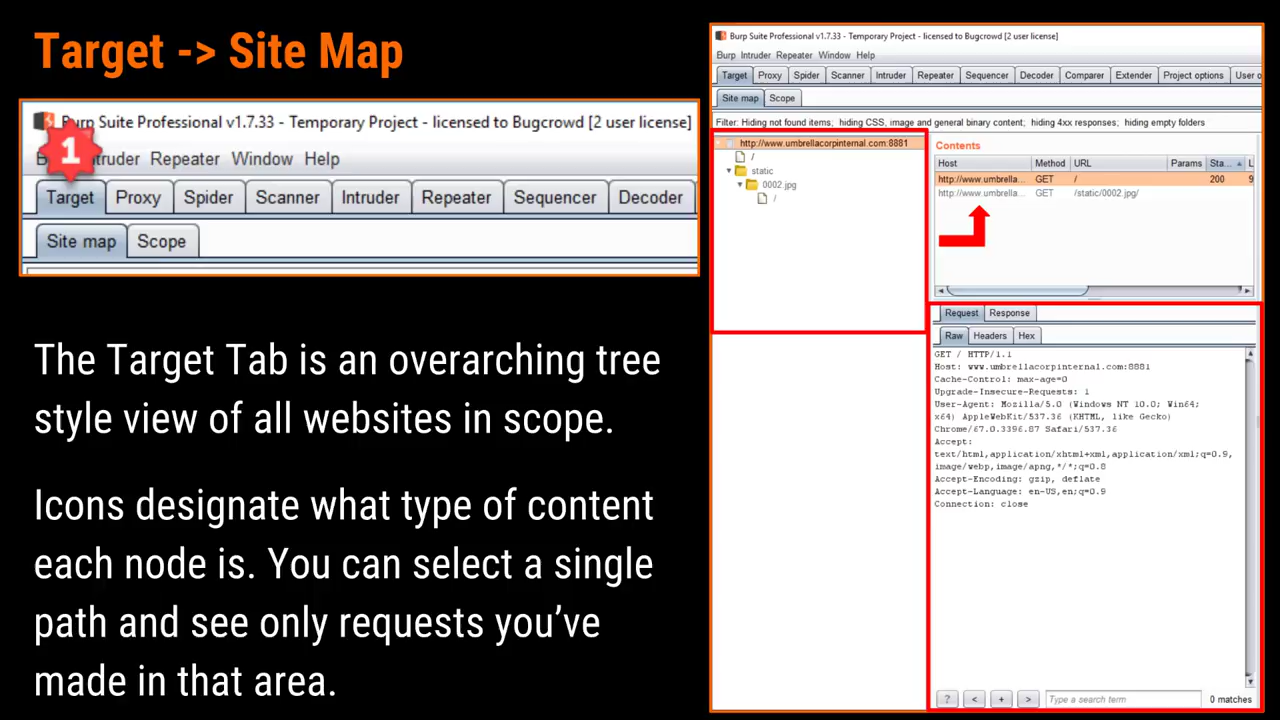 Target -> Site Map
Burp Suite Professional v1.7.33 - Temporary Project - licensed to Bugcrowd [2 user license]
1
Repeater Window Help
Target Proxy Spider Scanner Intruder Repeater Sequencer Decoder
Site map Scope
The Target Tab is an overarching tree
style view of all websites in scope.
Icons designate what type of content
each node is. You can select a single
path and see only requests you’ve
made in that area.
Burp Suite Professional v1.7.33 - Temporary Project - licensed to Bugcrowd [2 user license]
Burp Intruder Repeater Window Help
Target Proxy Spider Scanner Intruder Repeater Sequencer Decoder Comparer Extender Project options User o
Site map Scope
Filter: Hiding not found items; hiding CSS, image and general binary content; hiding 4xx responses; hiding empty folders
http://www.umbrellacorpinternal.com:8881
/
static
0002.jpg
/
Contents
Host Method URL Params Sta... L
http://www.umbrella... GET / 200 9
http://www.umbrella... GET /static/0002.jpg/
Request Response
Raw Headers Hex
GET / HTTP/1.1
Host: www.umbrellacorpinternal.com:8881
Cache-Control: max-age=0
Upgrade-Insecure-Requests: 1
User-Agent: Mozilla/5.0 (Windows NT 10.0; Win64;
x64) AppleWebKit/537.36 (KHTML, like Gecko)
Chrome/67.0.3396.87 Safari/537.36
Accept:
text/html,application/xhtml+xml,application/xml;q=0.9,
image/webp,image/apng,*/*;q=0.8
Accept-Encoding: gzip, deflate
Accept-Language: en-US,en;q=0.9
Connection: close
? < + > Type a search term 0 matches